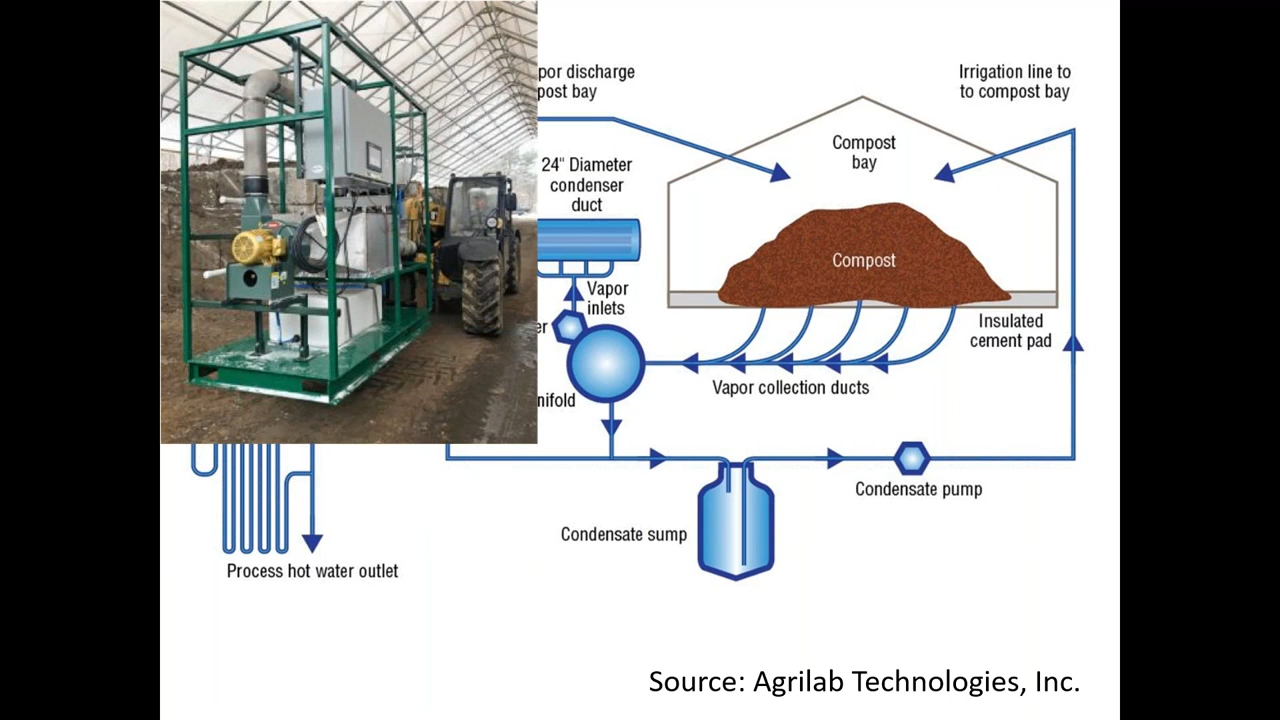 por discharge
post bay
Irrigation line to
to compost bay
Compost
bay
24" Diameter
condenser
duct
Compost
Vapor
inlets
er
Insulated
cement pad
Vapor collection ducts
nifold
Condensate pump
Condensate sump
Process hot water outlet
Source: Agrilab Technologies, Inc.